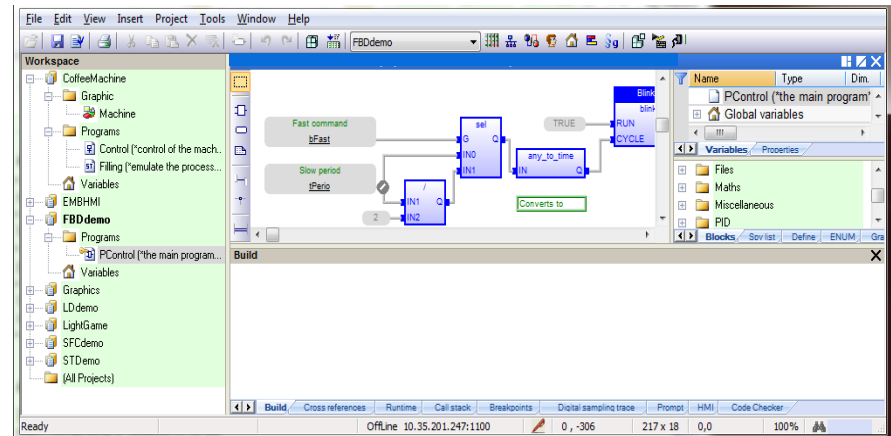 File Edit View Insert Project Tools Window Help
FBDdemo
Workspace
CoffeeMachine
Graphic
Machine
Programs
Control (*control of the mach..
Filling (*emulate the process...
Variables
EMBHMI
FBDdemo
Programs
PControl (*the main program...
Variables
Graphics
LDdemo
LightGame
SFCdemo
STDemo
(All Projects)
Fast command
bFast
Slow period
tPerio
2
/
IN1 Q
IN2
sel
G Q
IN0
IN1
any_to_time
IN Q
Converts to
TRUE
Blink
blink
RUN
CYCLE
Name Type Dim.
PControl (*the main program*
Global variables
Variables Properties
Files
Maths
Miscellaneous
PID
Blocks Spy list Define ENUM Gra
Build
Build Cross references Runtime Call stack Breakpoints Digital sampling trace Prompt HMI Code Checker
Ready OffLine 10.35.201.247:1100 0 , -306 217 x 18 0,0 100%